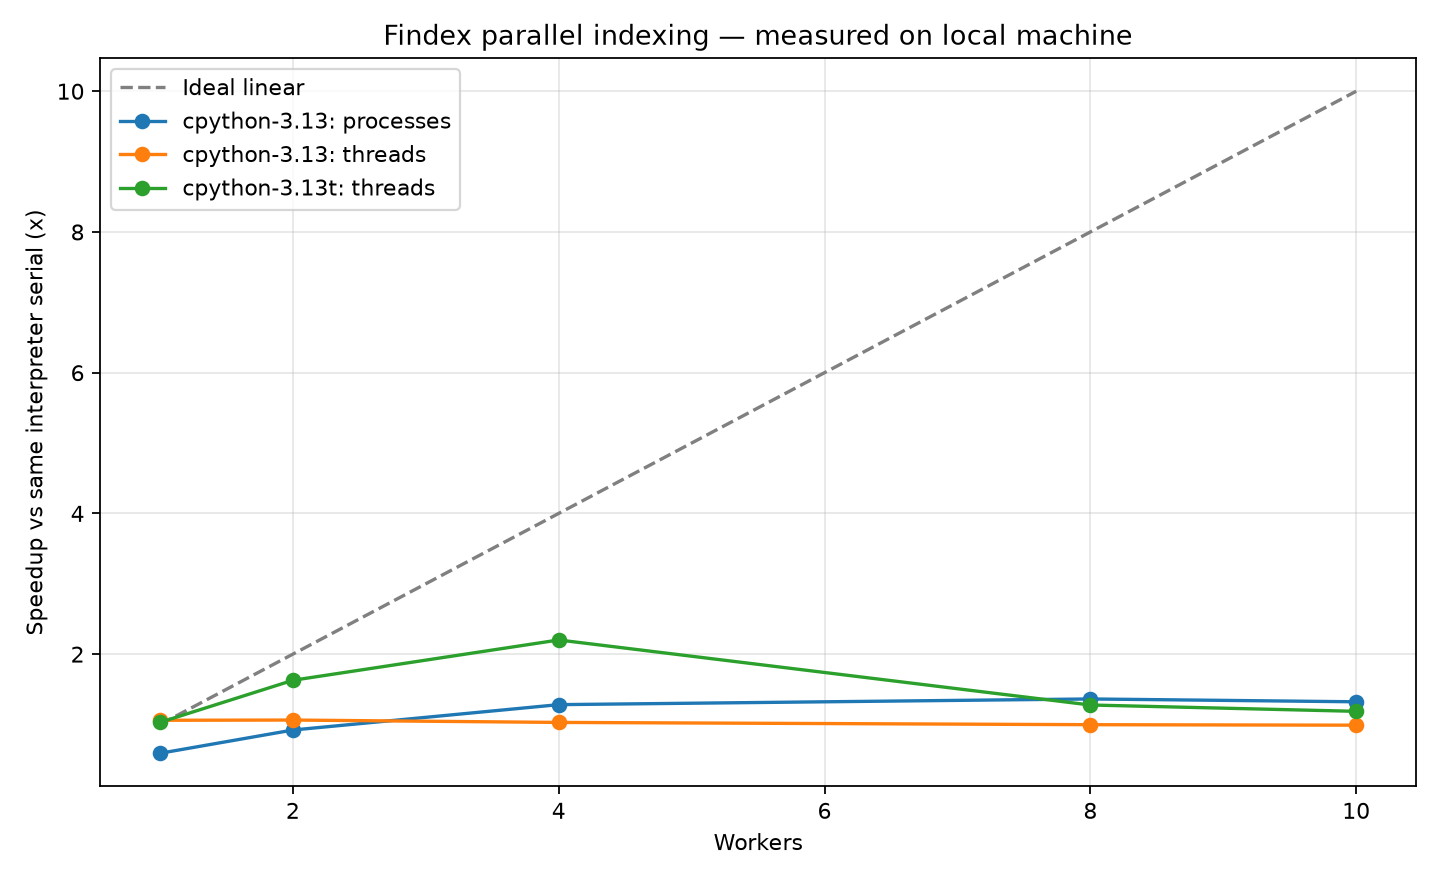 Findex parallel indexing — measured on local machine
Ideal linear
cpython-3.13: processes
cpython-3.13: threads
cpython-3.13t: threads
Speedup vs same interpreter serial (x)
10
8
6
4
2
2
4
6
8
10
Workers